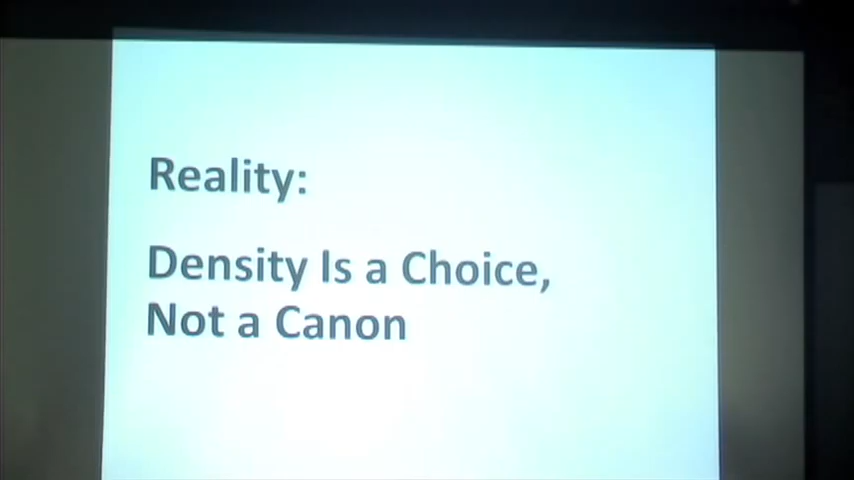 Reality:
Density Is a Choice,
Not a Canon